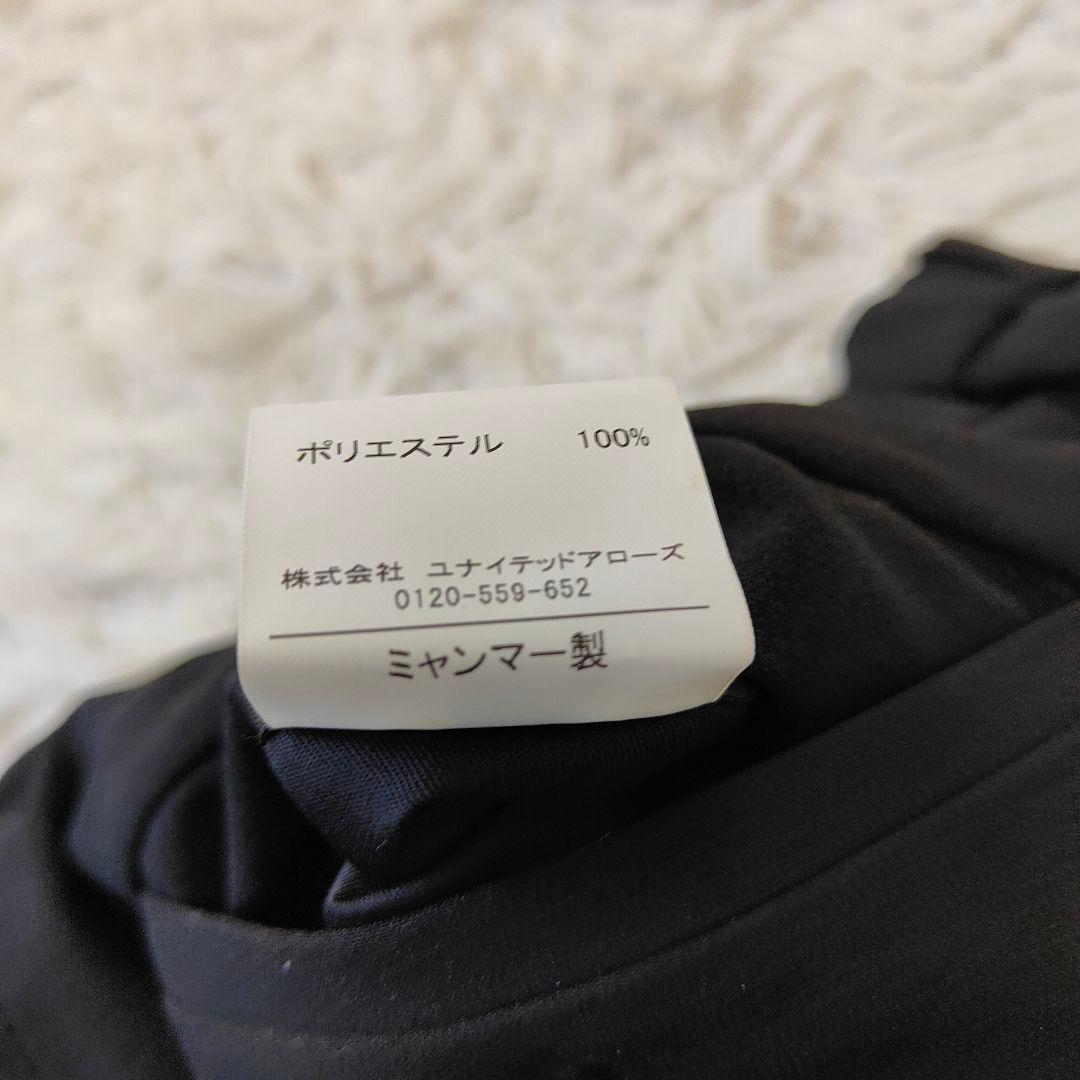 ポリエステル 100%
株式会社 ユナイテッドアローズ
0120-559-652
ミャンマー製